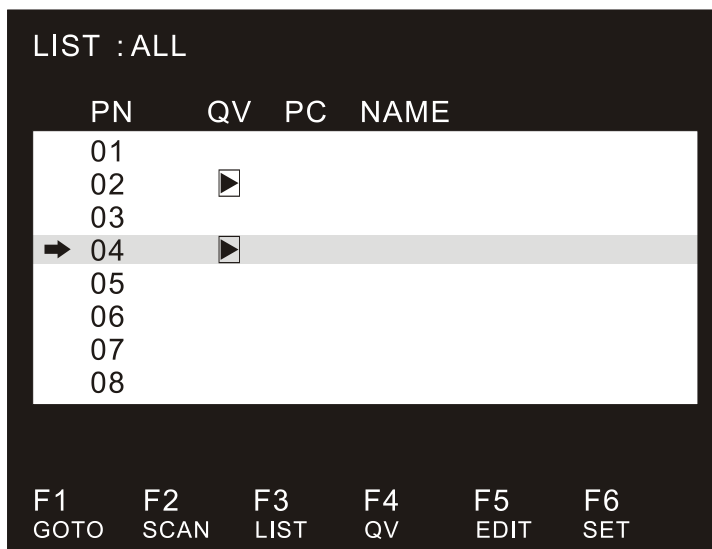 LIST : ALL
PN QV PC NAME
01
02
03
04
05
06
07
08
F1 F2 F3 F4 F5 F6
GOTO SCAN LIST QV EDIT SET